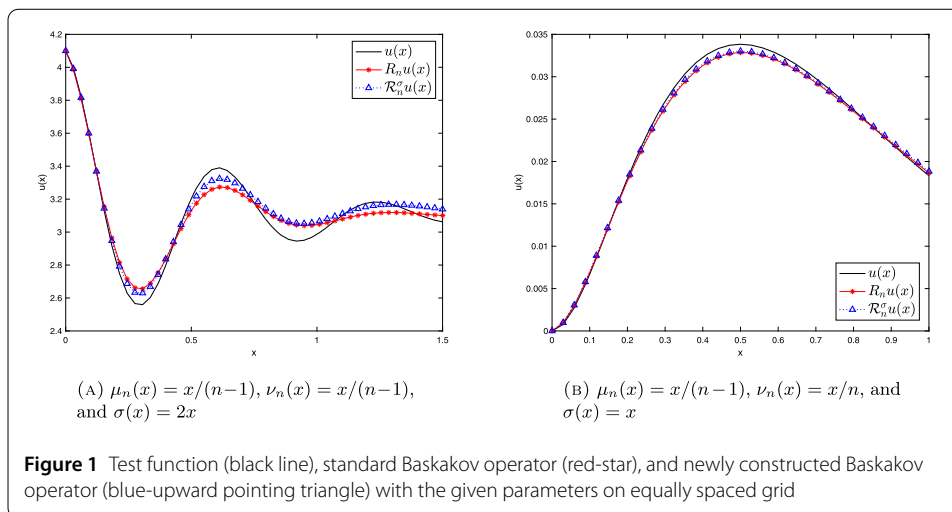 4.2
4
3.8
3.6
3.4
3.2
3
2.8
2.6
2.4
u(x)
0
0.5
1
1.5
x
u(x)
R_n u(x)
ℛ_n^σ u(x)
0.035
0.03
0.025
0.02
0.015
0.01
0.005
0
u(x)
0 0.1 0.2 0.3 0.4 0.5 0.6 0.7 0.8 0.9 1
x
u(x)
R_n u(x)
ℛ_n^σ u(x)
(A) μ_n(x) = x/(n−1), ν_n(x) = x/(n−1),
and σ(x) = 2x
(B) μ_n(x) = x/(n−1), ν_n(x) = x/n, and
σ(x) = x
Figure 1 Test function (black line), standard Baskakov operator (red-star), and newly constructed Baskakov
operator (blue-upward pointing triangle) with the given parameters on equally spaced grid